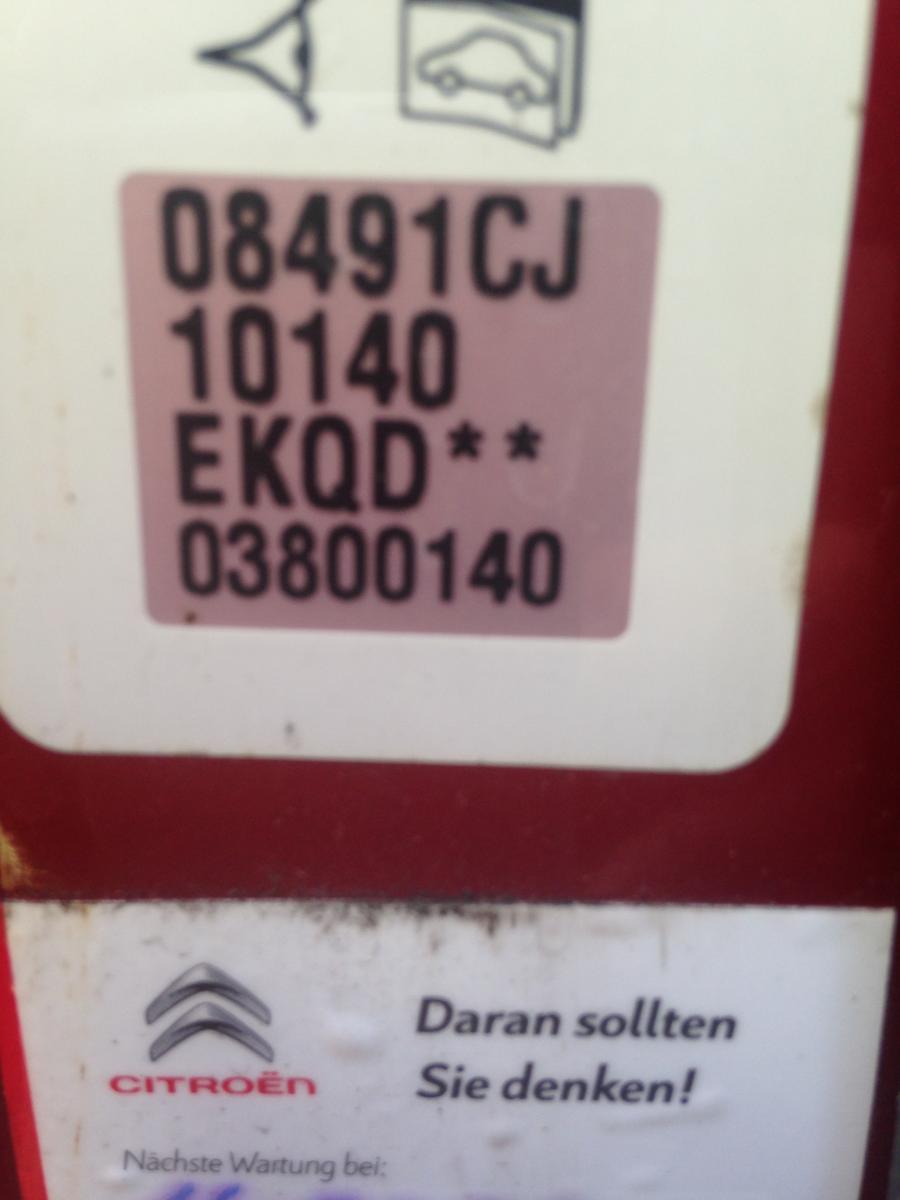 08491CJ
10140
EKQD**
03800140
CITROËN
Daran sollten
Sie denken!
Nächste Wartung bei: